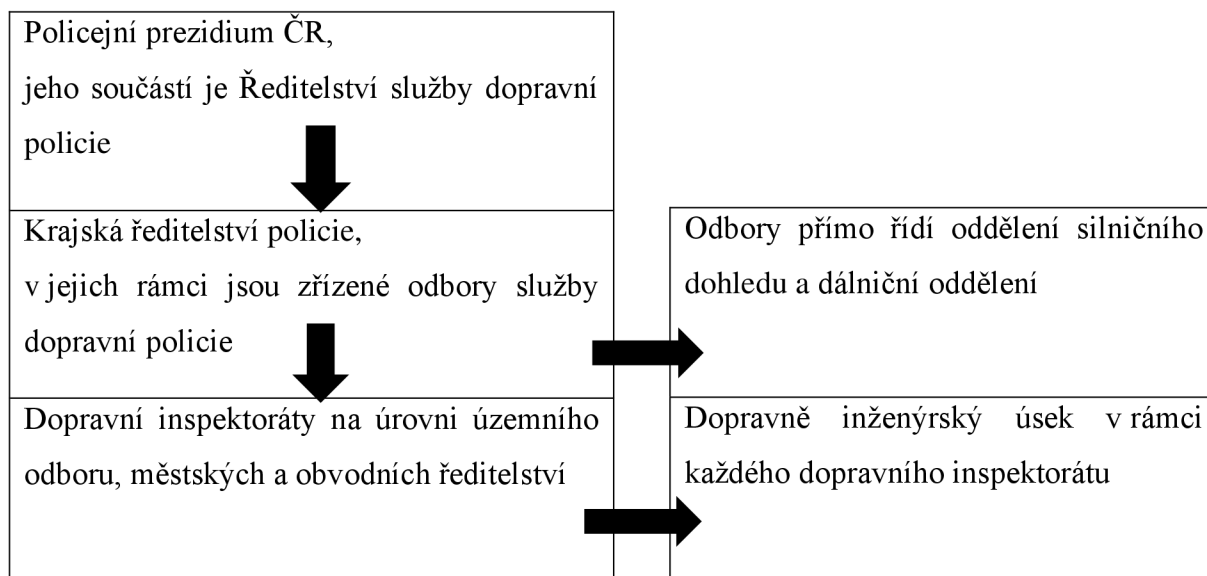 Policejní prezidium ČR,
jeho součástí je Ředitelství služby dopravní
policie
Krajská ředitelství policie,
v jejich rámci jsou zřízené odbory služby
dopravní policie
Odbory přímo řídí oddělení silničního
dohledu a dálniční oddělení
Dopravní inspektoráty na úrovni územního
odboru, městských a obvodních ředitelství
Dopravně inženýrský úsek v rámci
každého dopravního inspektorátu